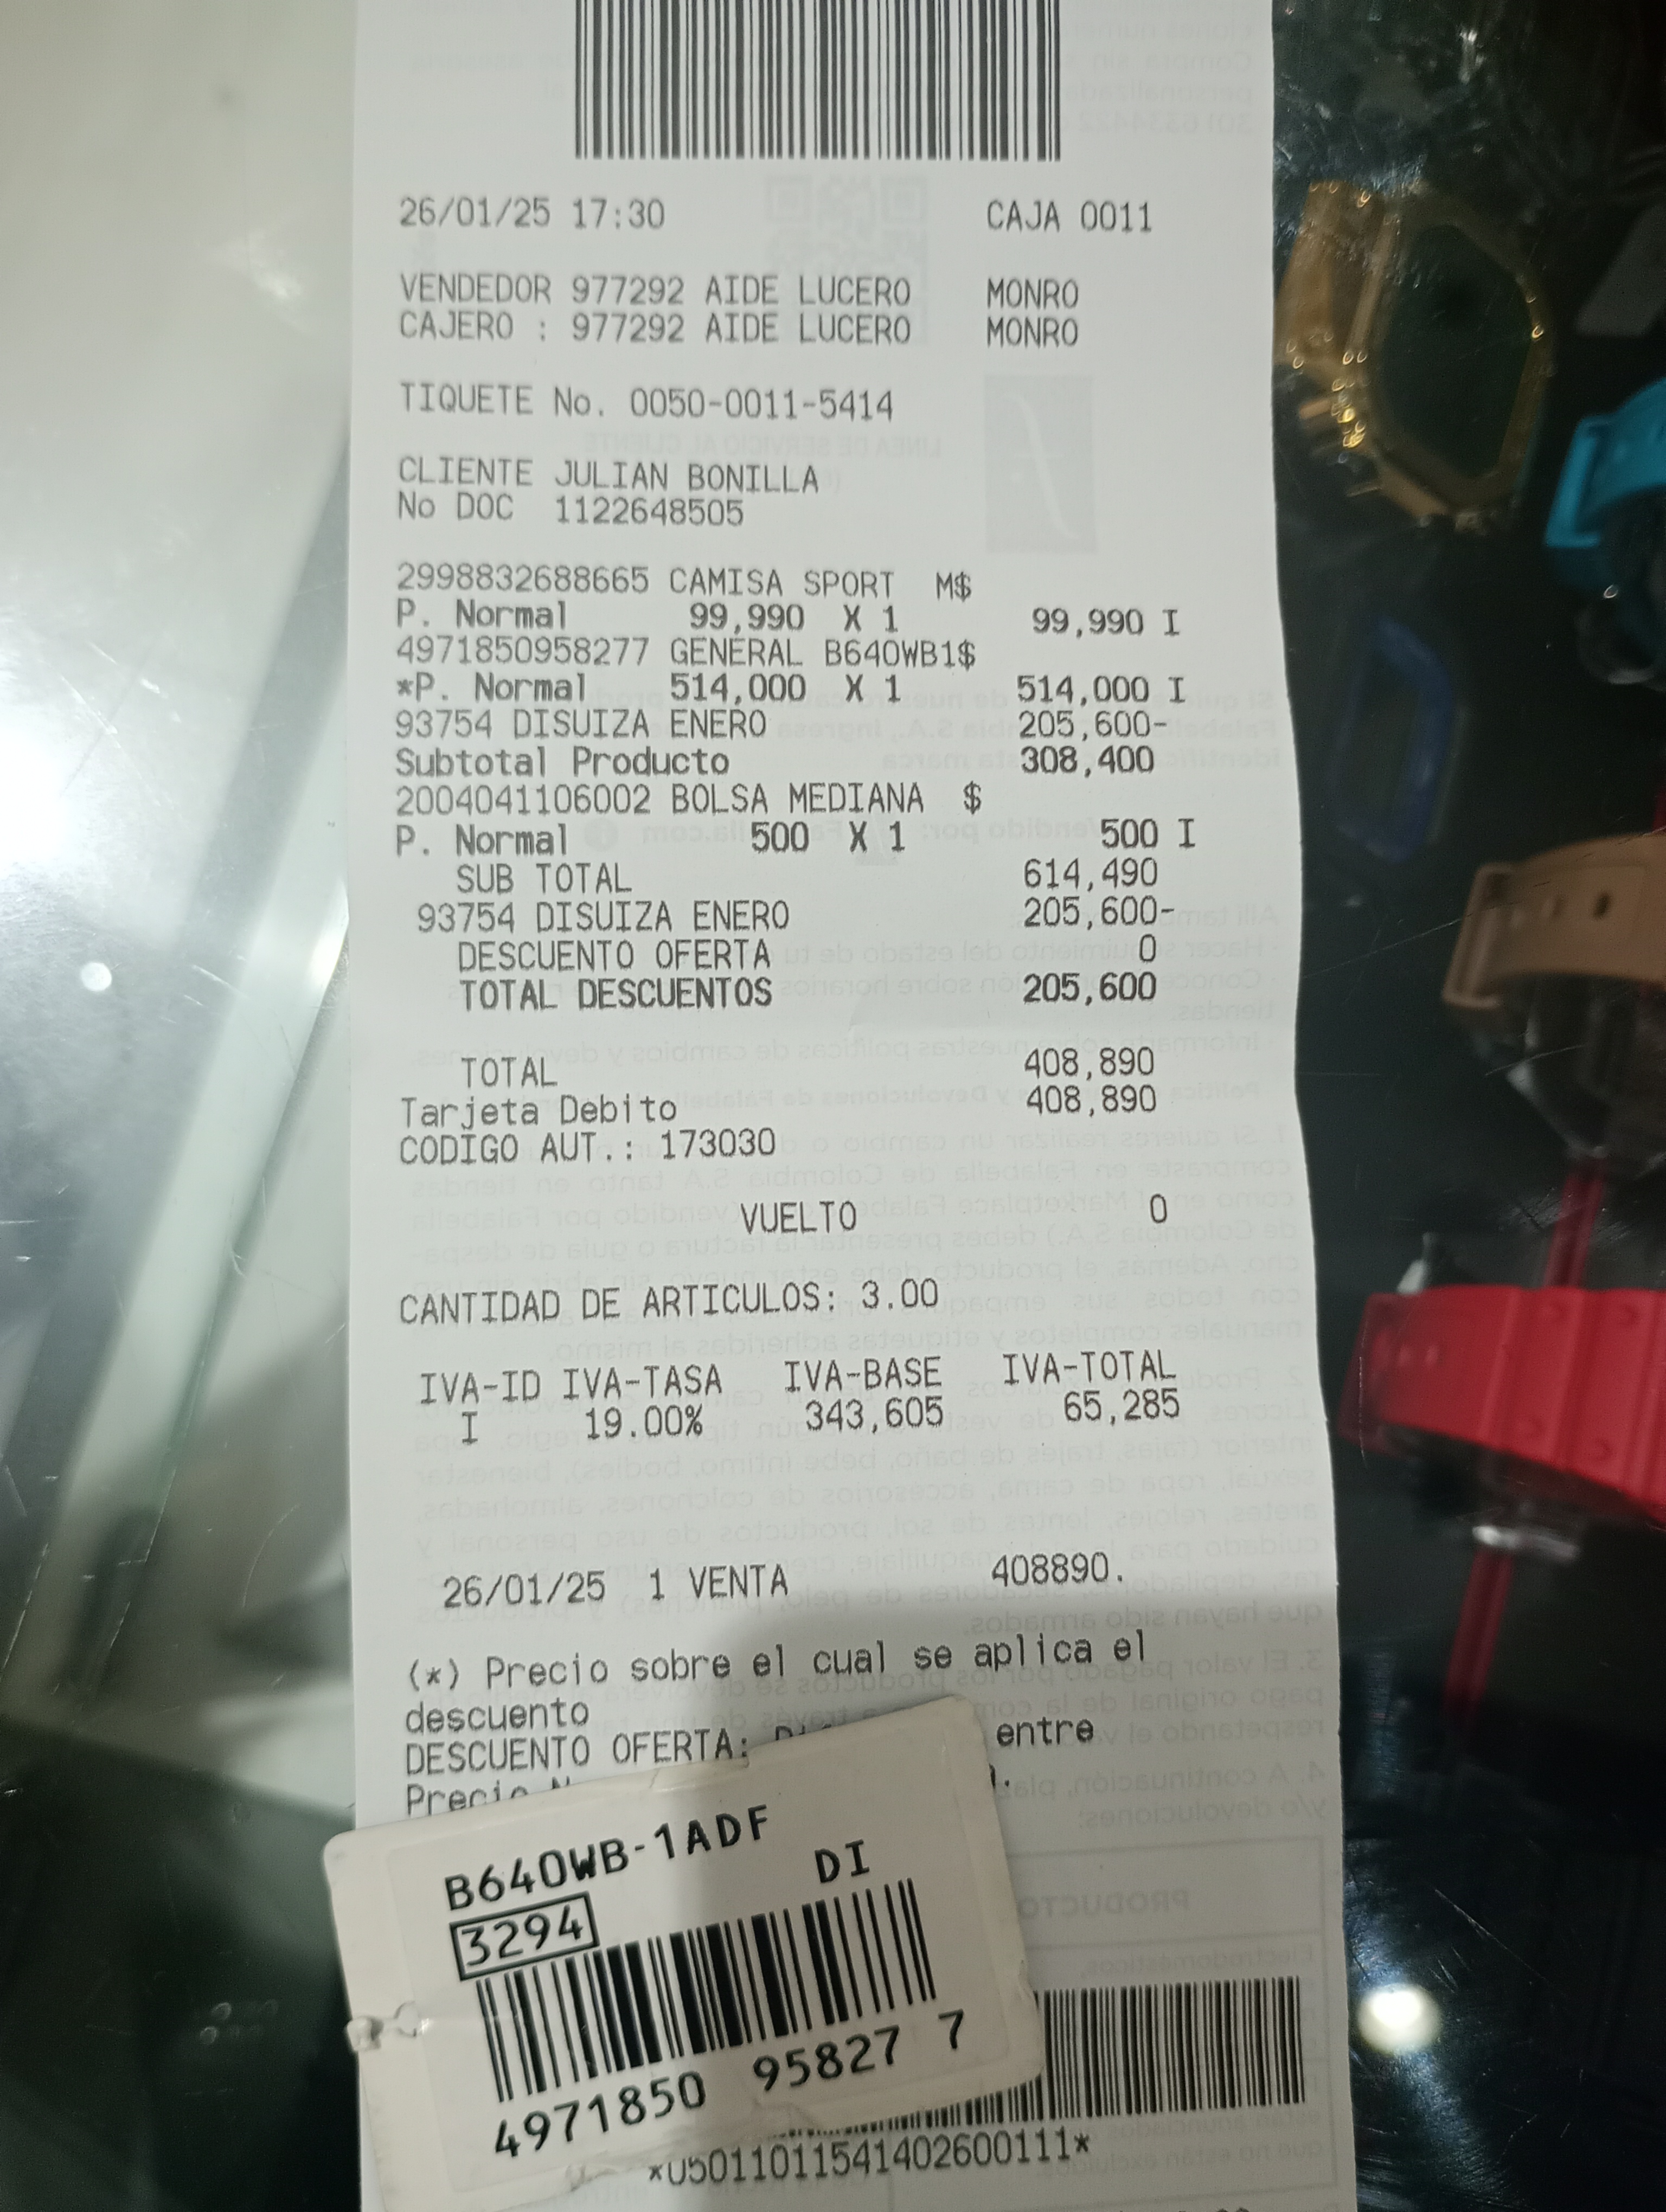 26/01/25 17:30 CAJA 0011
VENDEDOR 977292 AIDE LUCERO MONRO
CAJERO : 977292 AIDE LUCERO MONRO
TIQUETE No. 0050-0011-5414
CLIENTE JULIAN BONILLA
No DOC 1122648505
2998832688665 CAMISA SPORT M$
P. Normal 99,990 X 1 99,990 I
4971850958277 GENERAL B640WB1$
*P. Normal 514,000 X 1 514,000 I
93754 DISUIZA ENERO 205,600-
Subtotal Producto 308,400
2004041106002 BOLSA MEDIANA $
P. Normal 500 X 1 500 I
SUB TOTAL 614,490
93754 DISUIZA ENERO 205,600-
DESCUENTO OFERTA 0
TOTAL DESCUENTOS 205,600
TOTAL 408,890
Tarjeta Debito 408,890
CODIGO AUT.: 173030
VUELTO 0
CANTIDAD DE ARTICULOS: 3.00
IVA-ID IVA-TASA IVA-BASE IVA-TOTAL
I 19.00% 343,605 65,285
26/01/25 1 VENTA 408890.
(*) Precio sobre el cual se aplica el
descuento
DESCUENTO OFERTA: entre
Precio
B640WB-1ADF
DI
3294
4971850 95827 7
*05011011541402600111*